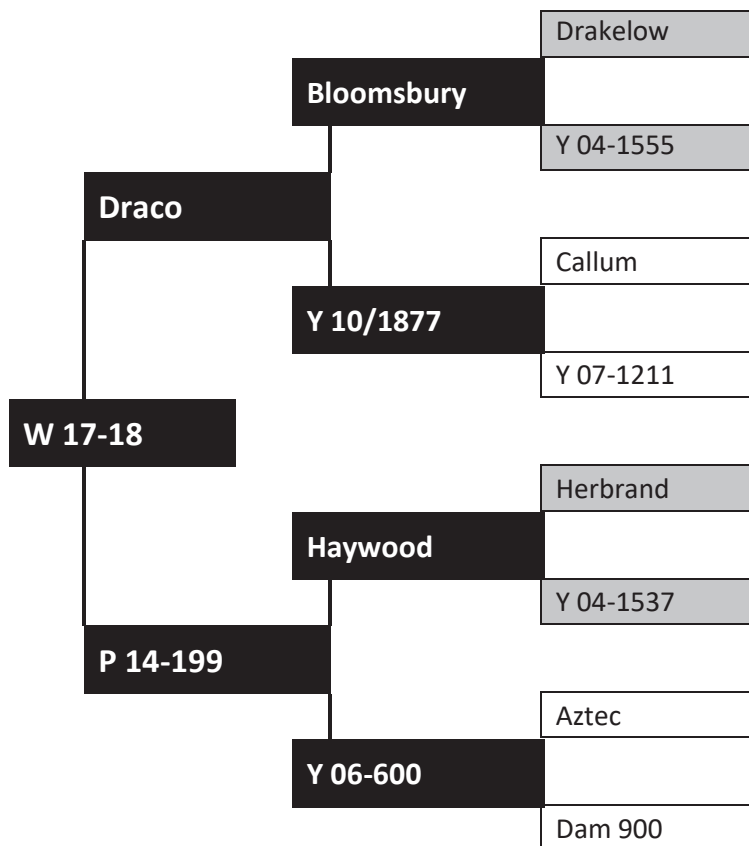 Drakelow
Bloomsbury
Y 04-1555
Draco
Callum
Y 10/1877
Y 07-1211
W 17-18
Herbrand
Haywood
Y 04-1537
P 14-199
Aztec
Y 06-600
Dam 900